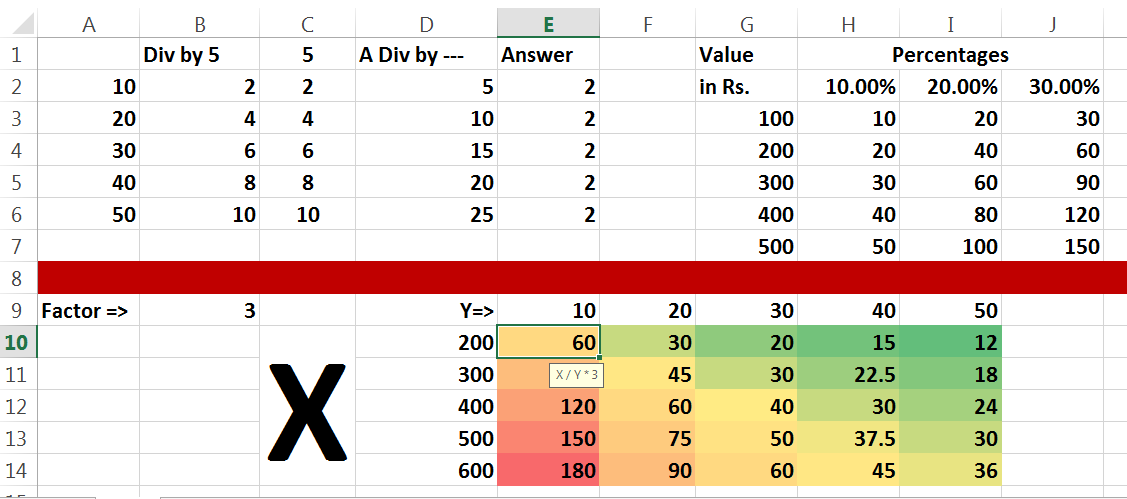 A B C D E F G H I J
1 Div by 5 5 A Div by --- Answer Value Percentages
2 10 2 2 5 2 in Rs. 10.00% 20.00% 30.00%
3 20 4 4 10 2 100 10 20 30
4 30 6 6 15 2 200 20 40 60
5 40 8 8 20 2 300 30 60 90
6 50 10 10 25 2 400 40 80 120
7 500 50 100 150
8
9 Factor => 3 Y=> 10 20 30 40 50
10 200 60 30 20 15 12
11 300 X/Y*3 45 30 22.5 18
12 X 400 120 60 40 30 24
13 500 150 75 50 37.5 30
14 600 180 90 60 45 36